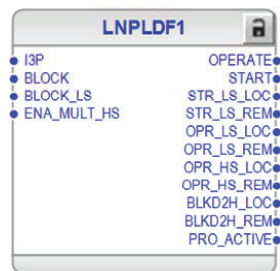 LNPLDF1
I3P
BLOCK
BLOCK_LS
ENA_MULT_HS
OPERATE
START
STR_LS_LOC
STR_LS_REM
OPR_LS_LOC
OPR_LS_REM
OPR_HS_LOC
OPR_HS_REM
BLKD2H_LOC
BLKD2H_REM
PRO_ACTIVE